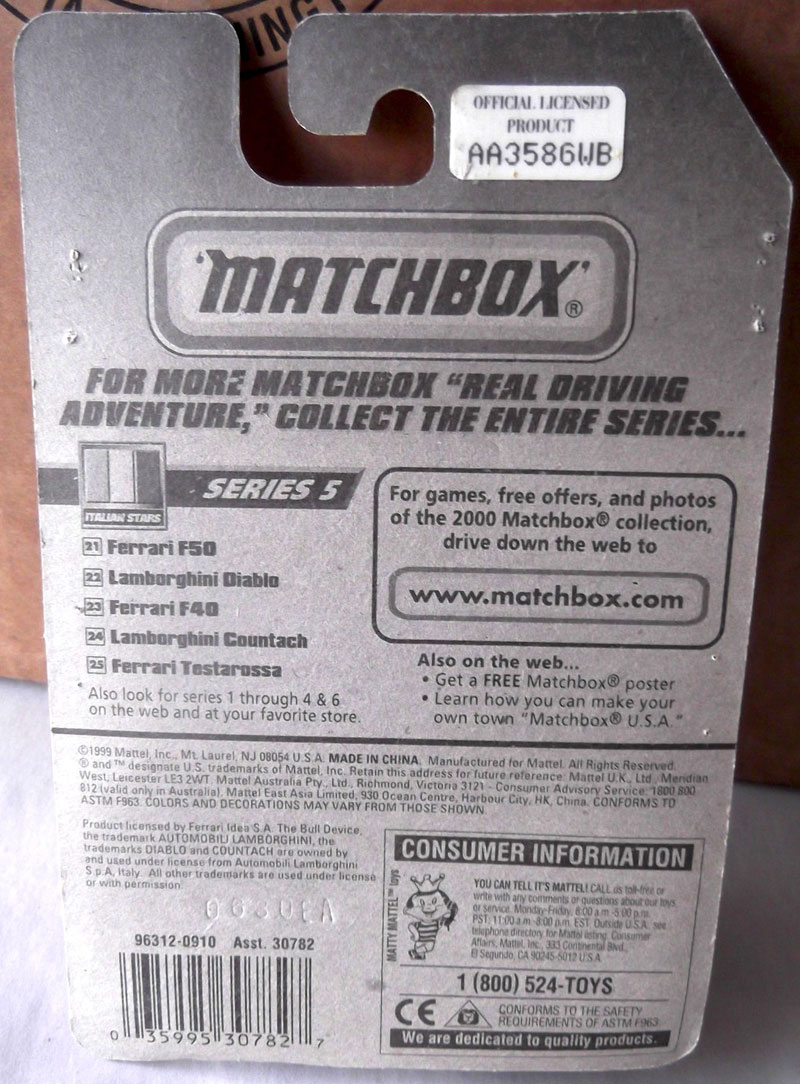 ING
OFFICIAL LICENSED
PRODUCT
AA3586WB
'MATCHBOX'®
FOR MORE MATCHBOX “REAL DRIVING
ADVENTURE,” COLLECT THE ENTIRE SERIES...
ITALIAN STARS
SERIES 5
21 Ferrari F50
22 Lamborghini Diablo
23 Ferrari F40
24 Lamborghini Countach
25 Ferrari Testarossa
Also look for series 1 through 4 & 6
on the web and at your favorite store.
For games, free offers, and photos
of the 2000 Matchbox® collection,
drive down the web to
www.matchbox.com
Also on the web...
• Get a FREE Matchbox® poster
• Learn how you can make your
own town “Matchbox® U.S.A.”
©1999 Mattel, Inc., Mt. Laurel, NJ 08054 U.S.A. MADE IN CHINA. Manufactured for Mattel. All Rights Reserved.
® and ™ designate U.S. trademarks of Mattel, Inc. Retain this address for future reference: Mattel U.K., Ltd., Meridian
West, Leicester LE3 2WT. Mattel Australia Pty., Ltd., Richmond, Victoria 3121 - Consumer Advisory Service: 1800 800
812 (valid only in Australia). Mattel East Asia Limited, 930 Ocean Centre, Harbour City, HK, China. CONFORMS TO
ASTM F963. COLORS AND DECORATIONS MAY VARY FROM THOSE SHOWN.
Product licensed by Ferrari Idea S.A. The Bull Device,
the trademark AUTOMOBILI LAMBORGHINI, the
trademarks DIABLO and COUNTACH are owned by
and used under license from Automobili Lamborghini
S.p.A, Italy. All other trademarks are used under license
or with permission.
96312-0910 Asst. 30782
0 35995 30782 7
CONSUMER INFORMATION
MATTY MATTEL™ toys
YOU CAN TELL IT'S MATTEL! CALL us toll-free or
write with any comments or questions about our toys
or service. Monday-Friday, 8:00 a.m.-5:00 p.m.
PST, 11:00 a.m.-8:00 p.m. EST. Outside U.S.A. see
telephone directory for Mattel listing. Consumer
Affairs, Mattel, Inc., 333 Continental Blvd.,
El Segundo, CA 90245-5012 U.S.A.
1 (800) 524-TOYS
CE
CONFORMS TO THE SAFETY
REQUIREMENTS OF ASTM F963
We are dedicated to quality products.